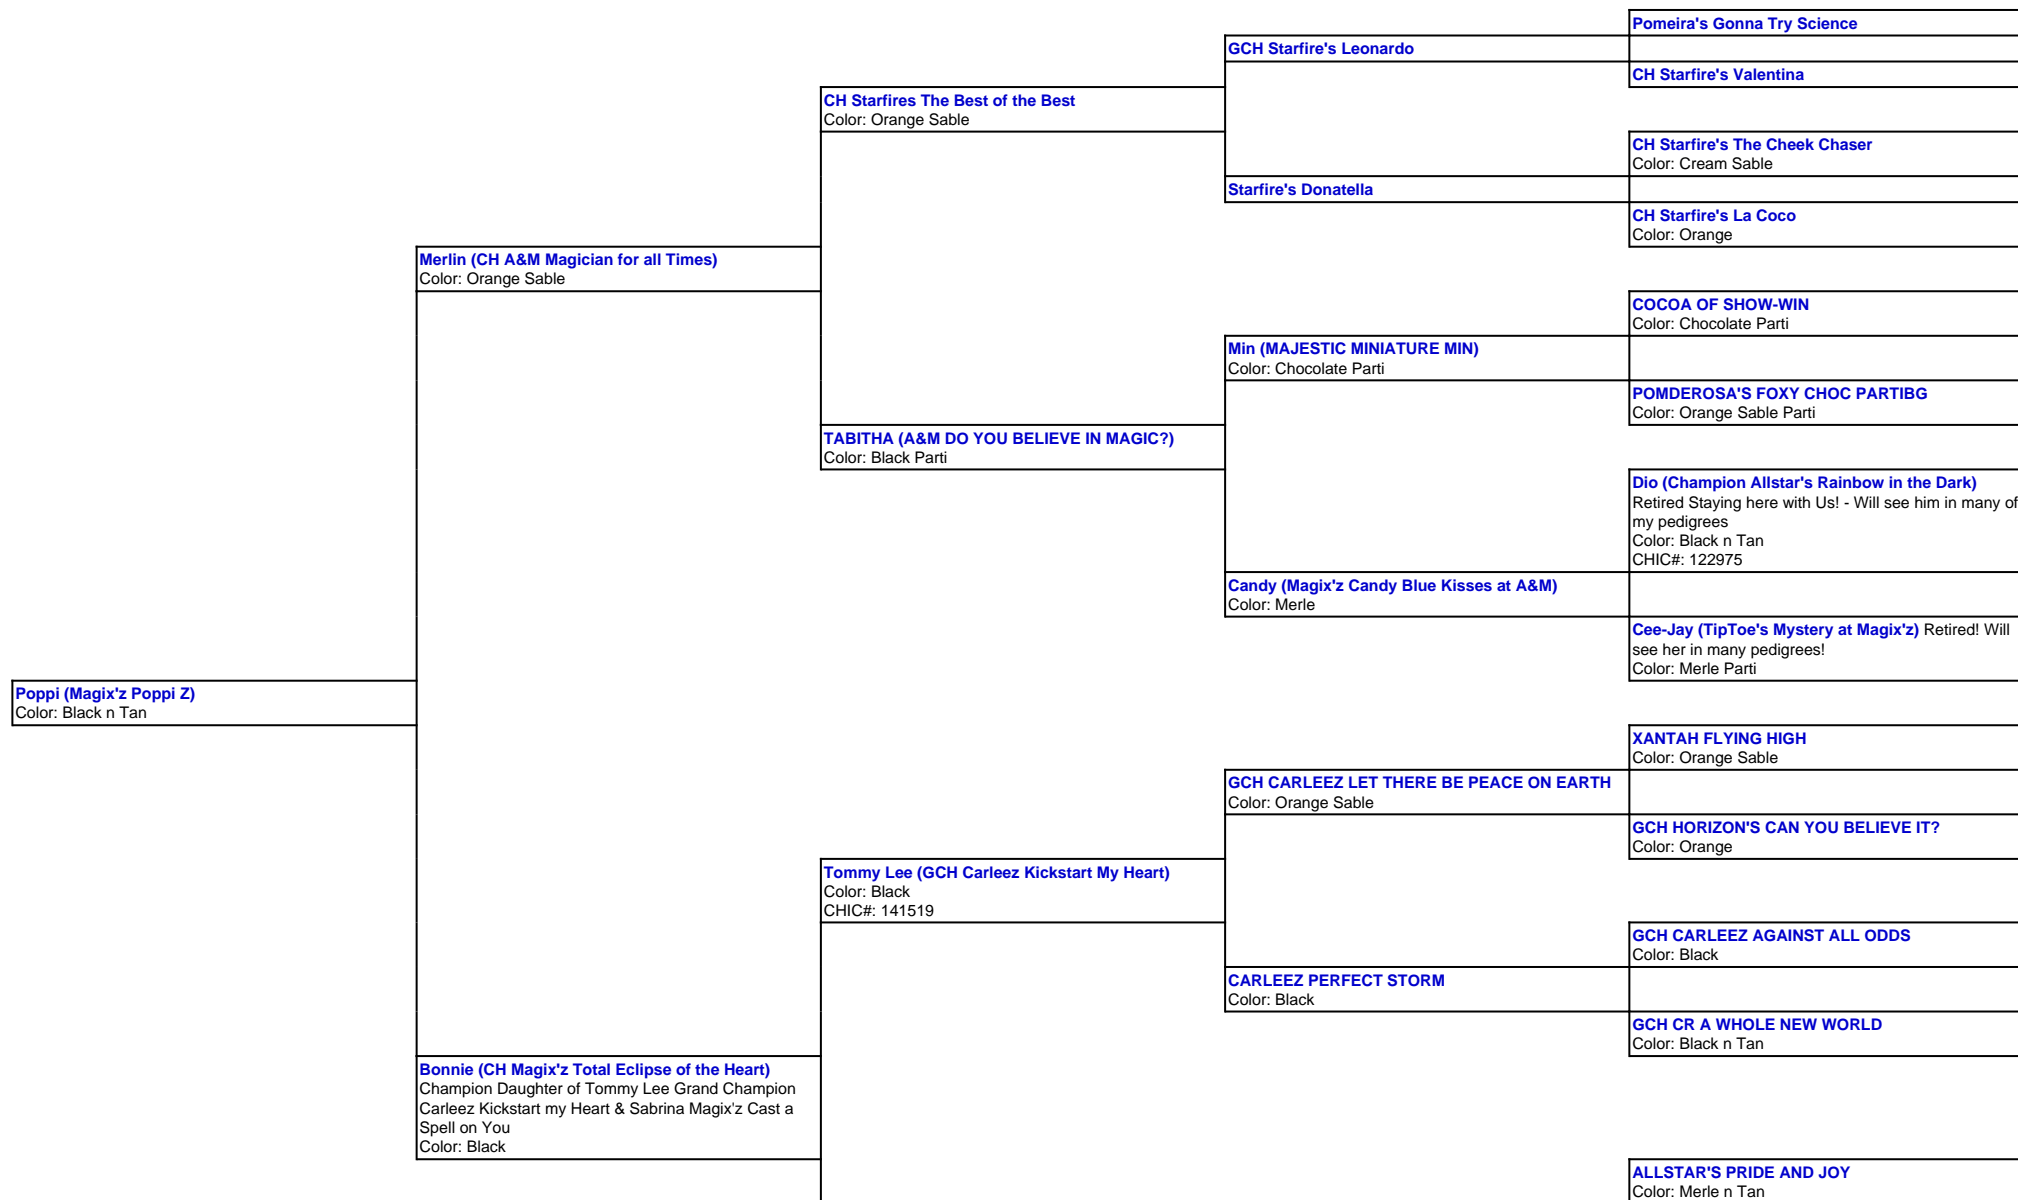 Pomeira's Gonna Try Science
GCH Starfire's Leonardo
CH Starfire's Valentina
CH Starfires The Best of the Best
Color: Orange Sable
CH Starfire's The Cheek Chaser
Color: Cream Sable
Starfire's Donatella
CH Starfire's La Coco
Color: Orange
Merlin (CH A&M Magician for all Times)
Color: Orange Sable
COCOA OF SHOW-WIN
Color: Chocolate Parti
Min (MAJESTIC MINIATURE MIN)
Color: Chocolate Parti
POMDEROSA'S FOXY CHOC PARTIBG
Color: Orange Sable Parti
TABITHA (A&M DO YOU BELIEVE IN MAGIC?)
Color: Black Parti
Dio (Champion Allstar's Rainbow in the Dark)
Retired Staying here with Us! - Will see him in many of
my pedigrees
Color: Black n Tan
CHIC#: 122975
Candy (Magix'z Candy Blue Kisses at A&M)
Color: Merle
Cee-Jay (TipToe's Mystery at Magix'z) Retired! Will
see her in many pedigrees!
Color: Merle Parti
Poppi (Magix'z Poppi Z)
Color: Black n Tan
XANTAH FLYING HIGH
Color: Orange Sable
GCH CARLEEZ LET THERE BE PEACE ON EARTH
Color: Orange Sable
GCH HORIZON'S CAN YOU BELIEVE IT?
Color: Orange
Tommy Lee (GCH Carleez Kickstart My Heart)
Color: Black
CHIC#: 141519
GCH CARLEEZ AGAINST ALL ODDS
Color: Black
CARLEEZ PERFECT STORM
Color: Black
GCH CR A WHOLE NEW WORLD
Color: Black n Tan
Bonnie (CH Magix'z Total Eclipse of the Heart)
Champion Daughter of Tommy Lee Grand Champion
Carleez Kickstart my Heart & Sabrina Magix'z Cast a
Spell on You
Color: Black
ALLSTAR'S PRIDE AND JOY
Color: Merle n Tan